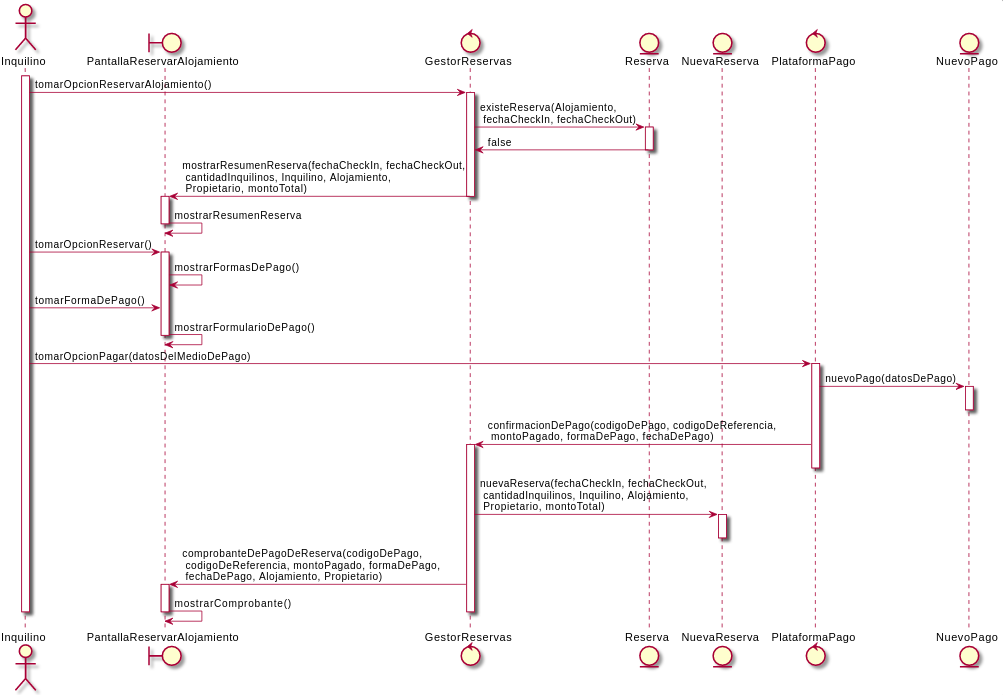 Inquilino PantallaReservarAlojamiento GestorReservas Reserva NuevaReserva PlataformaPago NuevoPago
tomarOpcionReservarAlojamiento()
existeReserva(Alojamiento,
fechaCheckIn, fechaCheckOut)
false
mostrarResumenReserva(fechaCheckIn, fechaCheckOut,
cantidadInquilinos, Inquilino, Alojamiento,
Propietario, montoTotal)
mostrarResumenReserva
tomarOpcionReservar()
mostrarFormasDePago()
tomarFormaDePago()
mostrarFormularioDePago()
tomarOpcionPagar(datosDelMedioDePago)
nuevoPago(datosDePago)
confirmacionDePago(codigoDePago, codigoDeReferencia,
montoPagado, formaDePago, fechaDePago)
nuevaReserva(fechaCheckIn, fechaCheckOut,
cantidadInquilinos, Inquilino, Alojamiento,
Propietario, montoTotal)
comprobanteDePagoDeReserva(codigoDePago,
codigoDeReferencia, montoPagado, formaDePago,
fechaDePago, Alojamiento, Propietario)
mostrarComprobante()
Inquilino PantallaReservarAlojamiento GestorReservas Reserva NuevaReserva PlataformaPago NuevoPago